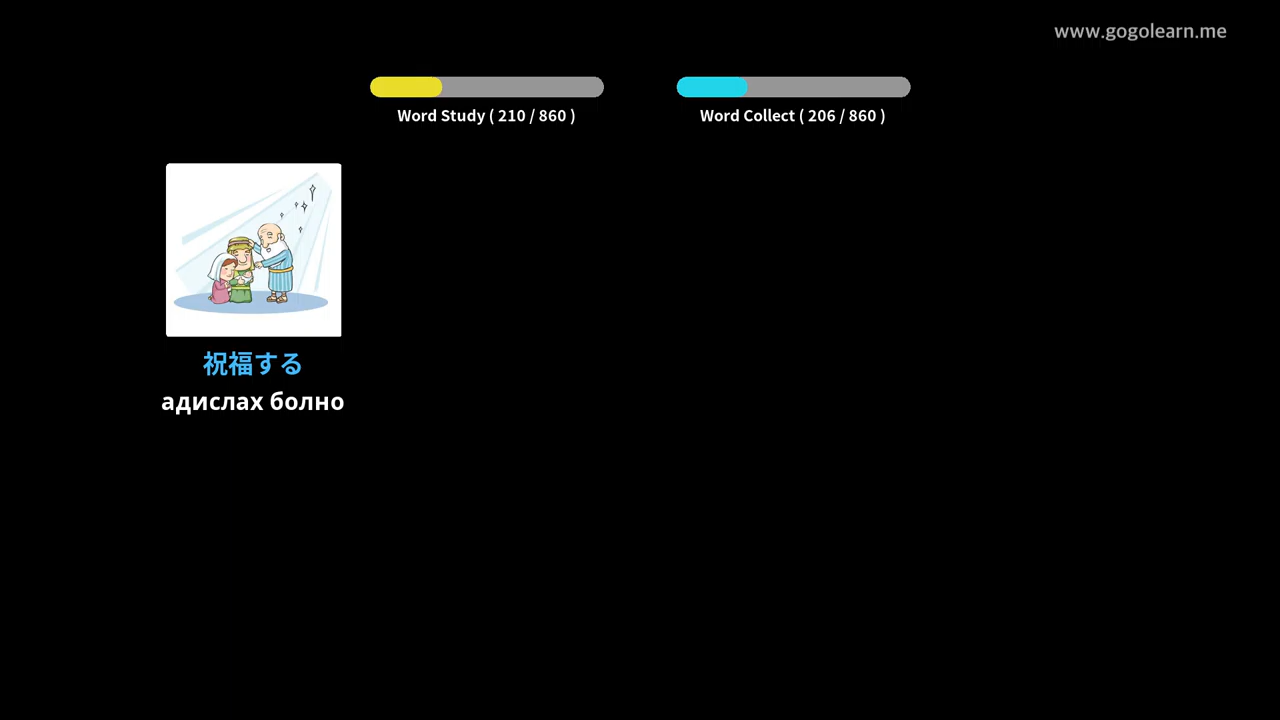 www.gogolearn.me
Word Study ( 210 / 860 )
Word Collect ( 206 / 860 )
祝福する
адислах болно